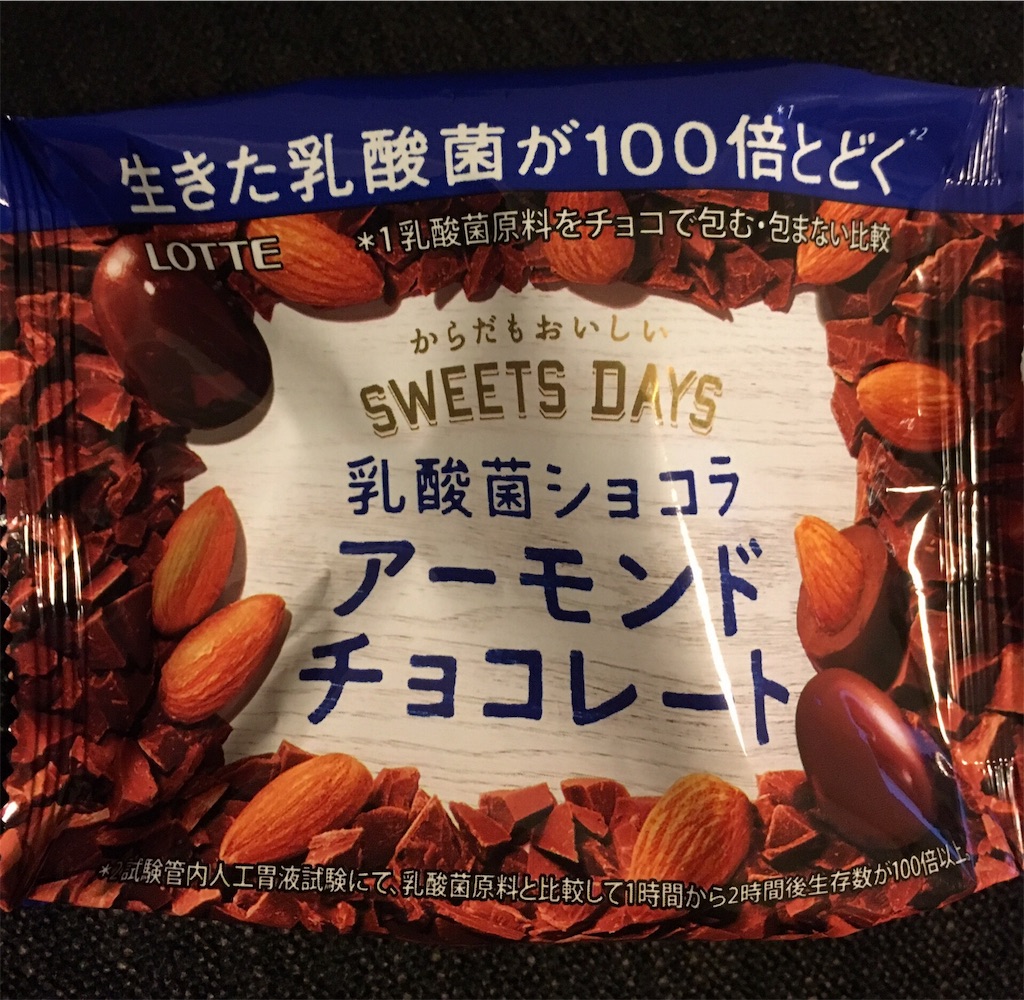 生きた乳酸菌が100倍とどく*1 *2
LOTTE
*1乳酸菌原料をチョコで包む・包まない比較
からだもおいしい
SWEETS DAYS
乳酸菌ショコラ
アーモンド
チョコレート
*2試験管内人工胃液試験にて、乳酸菌原料と比較して1時間から2時間後生存数が100倍以上。